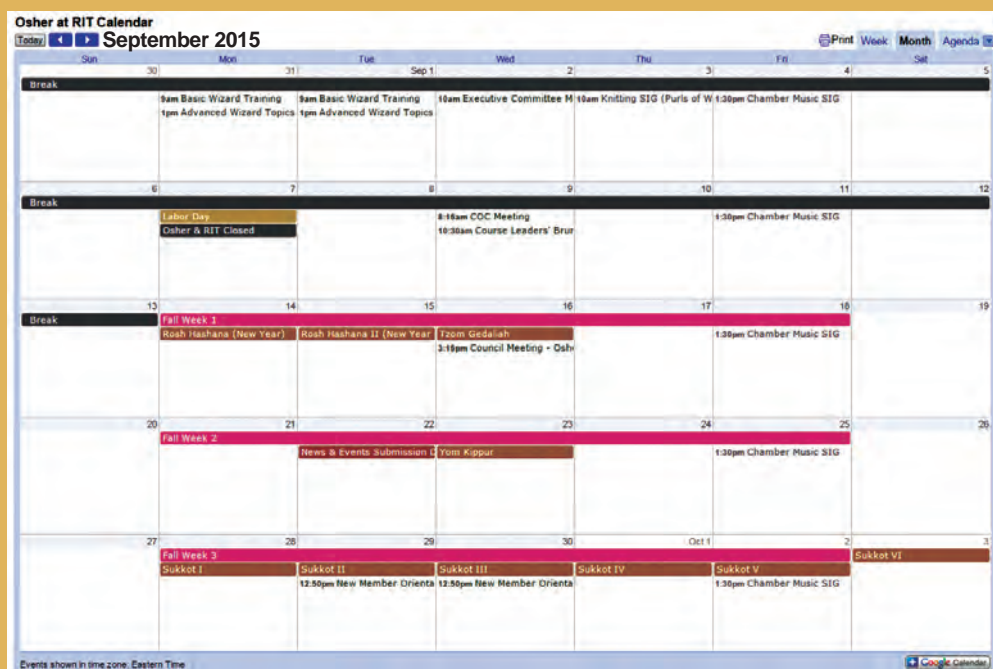 Osher at RIT Calendar
Today September 2015 Print Week Month Agenda
Sun Mon Tue Wed Thu Fri Sat
30 31 Sep 1 2 3 4 5
Break
9am Basic Wizard Training 9am Basic Wizard Training 10am Executive Committee M 10am Knitting SIG (Purls of W 1:30pm Chamber Music SIG
1pm Advanced Wizard Topics 1pm Advanced Wizard Topics
6 7 8 9 10 11 12
Break
Labor Day 8:15am COC Meeting 1:30pm Chamber Music SIG
Osher & RIT Closed 10:30am Course Leaders' Brun
13 14 15 16 17 18 19
Break Fall Week 1
Rosh Hashana (New Year) Rosh Hashana II (New Year Tzom Gedaliah 1:30pm Chamber Music SIG
3:15pm Council Meeting - Oshe
20 21 22 23 24 25 26
Fall Week 2
News & Events Submission D Yom Kippur 1:30pm Chamber Music SIG
27 28 29 30 Oct 1 2 3
Fall Week 3 Sukkot VI
Sukkot I Sukkot II Sukkot III Sukkot IV Sukkot V
12:50pm New Member Orienta 12:50pm New Member Orienta 1:30pm Chamber Music SIG
Events shown in time zone: Eastern Time Google Calendar